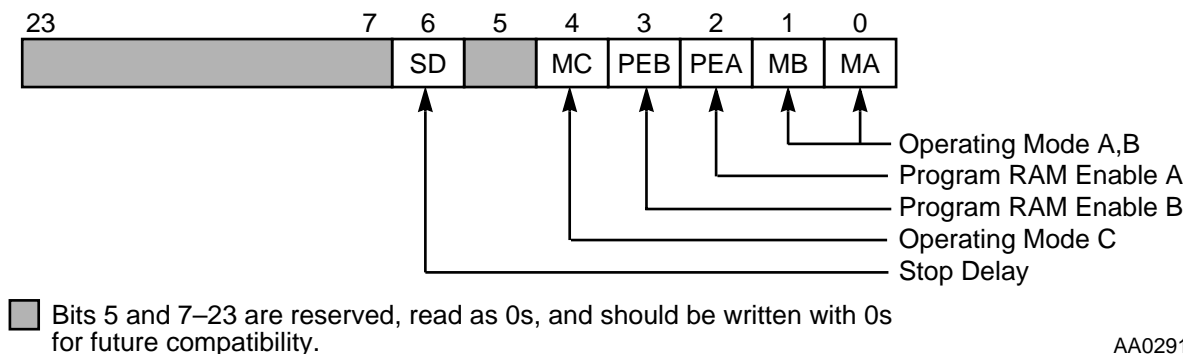 23 7 6 5 4 3 2 1 0
SD MC PEB PEA MB MA
Operating Mode A,B
Program RAM Enable A
Program RAM Enable B
Operating Mode C
Stop Delay
Bits 5 and 7–23 are reserved, read as 0s, and should be written with 0s
for future compatibility.
AA0291